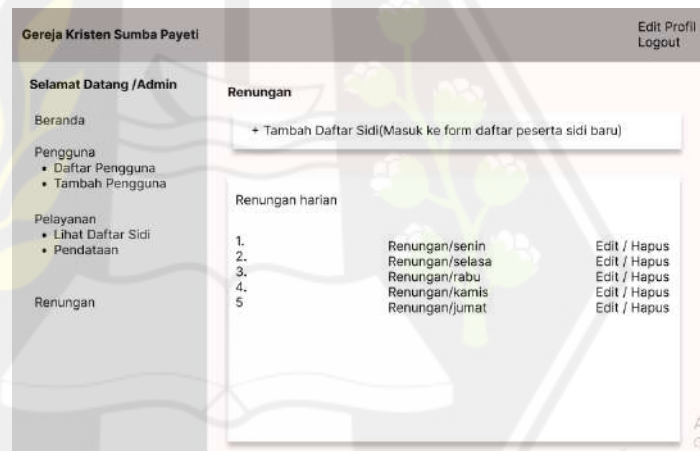 Gereja Kristen Sumba Payeti
Edit Profil
Logout
Selamat Datang /Admin
Beranda
Pengguna
• Daftar Pengguna
• Tambah Pengguna
Pelayanan
• Lihat Daftar Sidi
• Pendataan
Renungan
Renungan
+ Tambah Daftar Sidi(Masuk ke form daftar peserta sidi baru)
Renungan harian
1. Renungan/senin Edit / Hapus
2. Renungan/selasa Edit / Hapus
3. Renungan/rabu Edit / Hapus
4. Renungan/kamis Edit / Hapus
5 Renungan/jumat Edit / Hapus